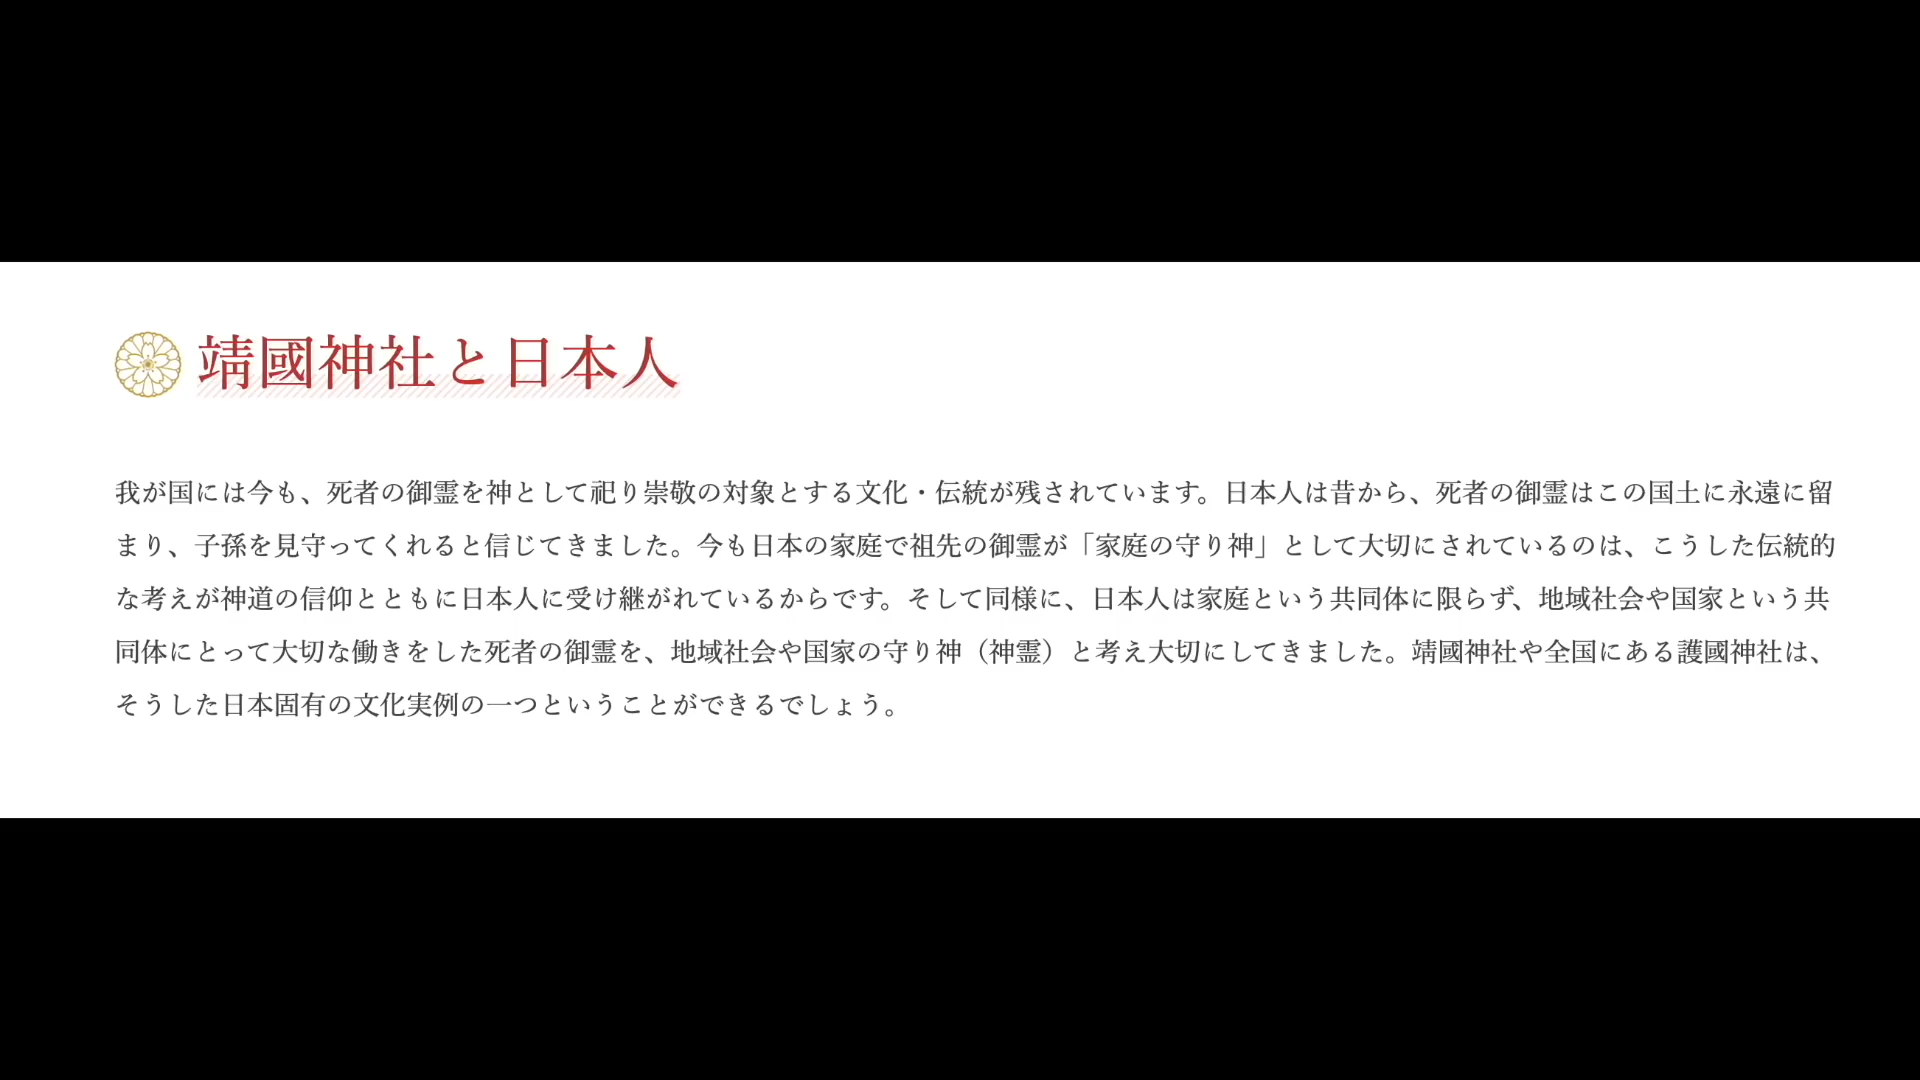 靖國神社と日本人
我が国には今も、死者の御霊を神として祀り崇敬の対象とする文化・伝統が残されています。日本人は昔から、死者の御霊はこの国土に永遠に留
まり、子孫を見守ってくれると信じてきました。今も日本の家庭で祖先の御霊が「家庭の守り神」として大切にされているのは、こうした伝統的
な考えが神道の信仰とともに日本人に受け継がれているからです。そして同様に、日本人は家庭という共同体に限らず、地域社会や国家という共
同体にとって大切な働きをした死者の御霊を、地域社会や国家の守り神（神霊）と考え大切にしてきました。靖國神社や全国にある護國神社は、
そうした日本固有の文化実例の一つということができるでしょう。